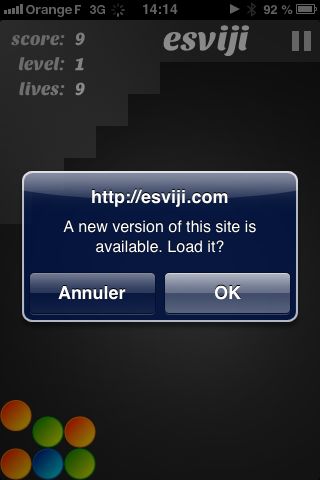 Orange F 3G 14:14 92 %
score: 9 esviji
level: 1
lives: 9
http://esviji.com
A new version of this site is
available. Load it?
Annuler OK